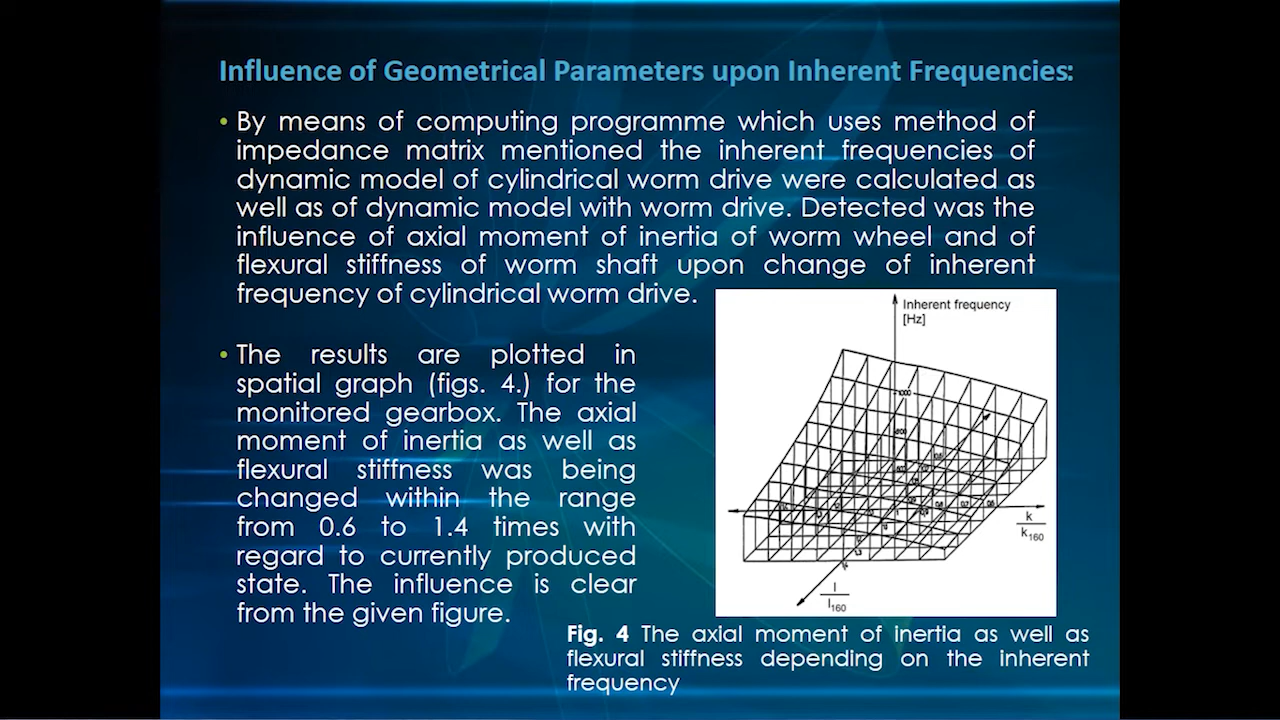 Influence of Geometrical Parameters upon Inherent Frequencies:
• By means of computing programme which uses method of
impedance matrix mentioned the inherent frequencies of
dynamic model of cylindrical worm drive were calculated as
well as of dynamic model with worm drive. Detected was the
influence of axial moment of inertia of worm wheel and of
flexural stiffness of worm shaft upon change of inherent
frequency of cylindrical worm drive.
• The results are plotted in
spatial graph (figs. 4.) for the
monitored gearbox. The axial
moment of inertia as well as
flexural stiffness was being
changed within the range
from 0.6 to 1.4 times with
regard to currently produced
state. The influence is clear
from the given figure.
Inherent frequency
[Hz]
1000
k
k160
I
I160
Fig. 4 The axial moment of inertia as well as
flexural stiffness depending on the inherent
frequency